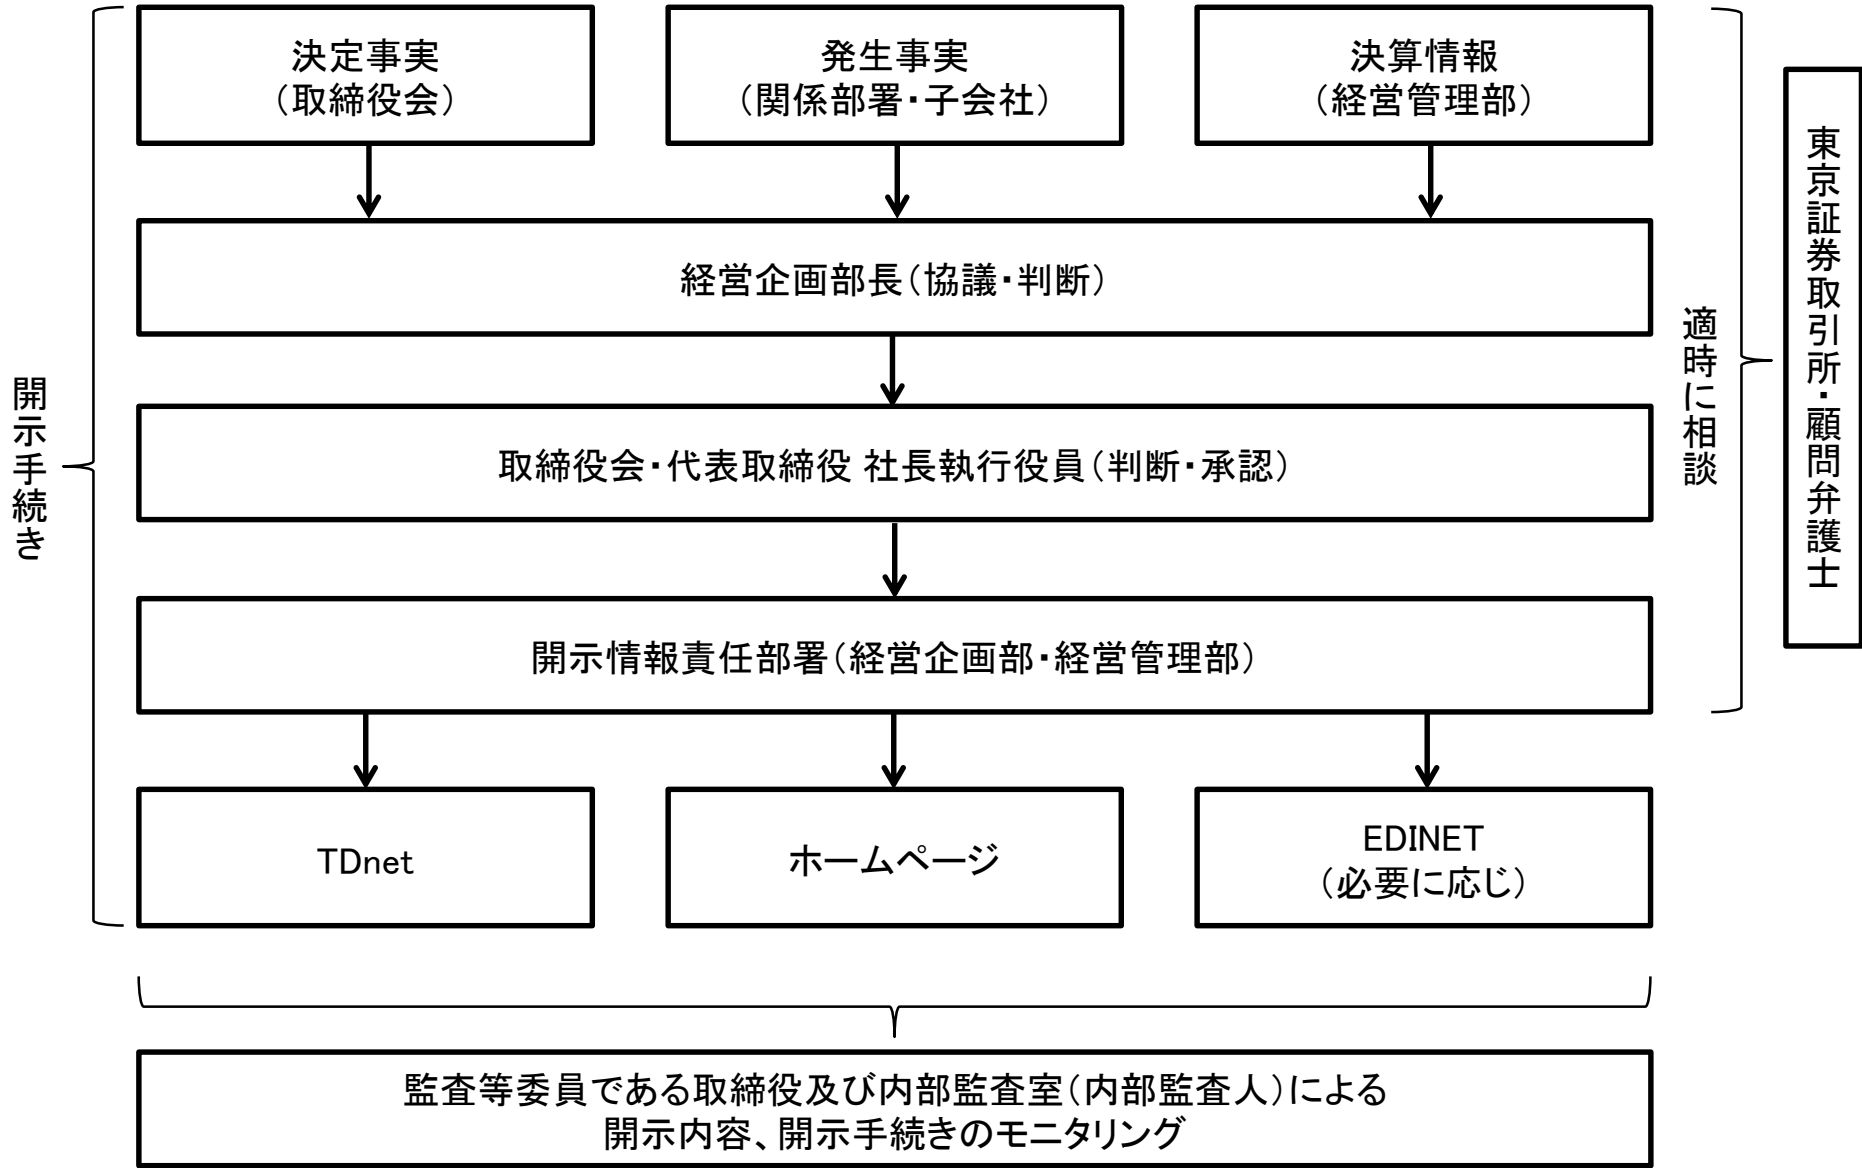 決定事実
（取締役会）
発生事実
（関係部署・子会社）
決算情報
（経営管理部）
経営企画部長（協議・判断）
取締役会・代表取締役 社長執行役員（判断・承認）
開示情報責任部署（経営企画部・経営管理部）
TDnet
ホームページ
EDINET
（必要に応じ）
開示手続き
適時に相談
東京証券取引所・顧問弁護士
監査等委員である取締役及び内部監査室（内部監査人）による
開示内容、開示手続きのモニタリング